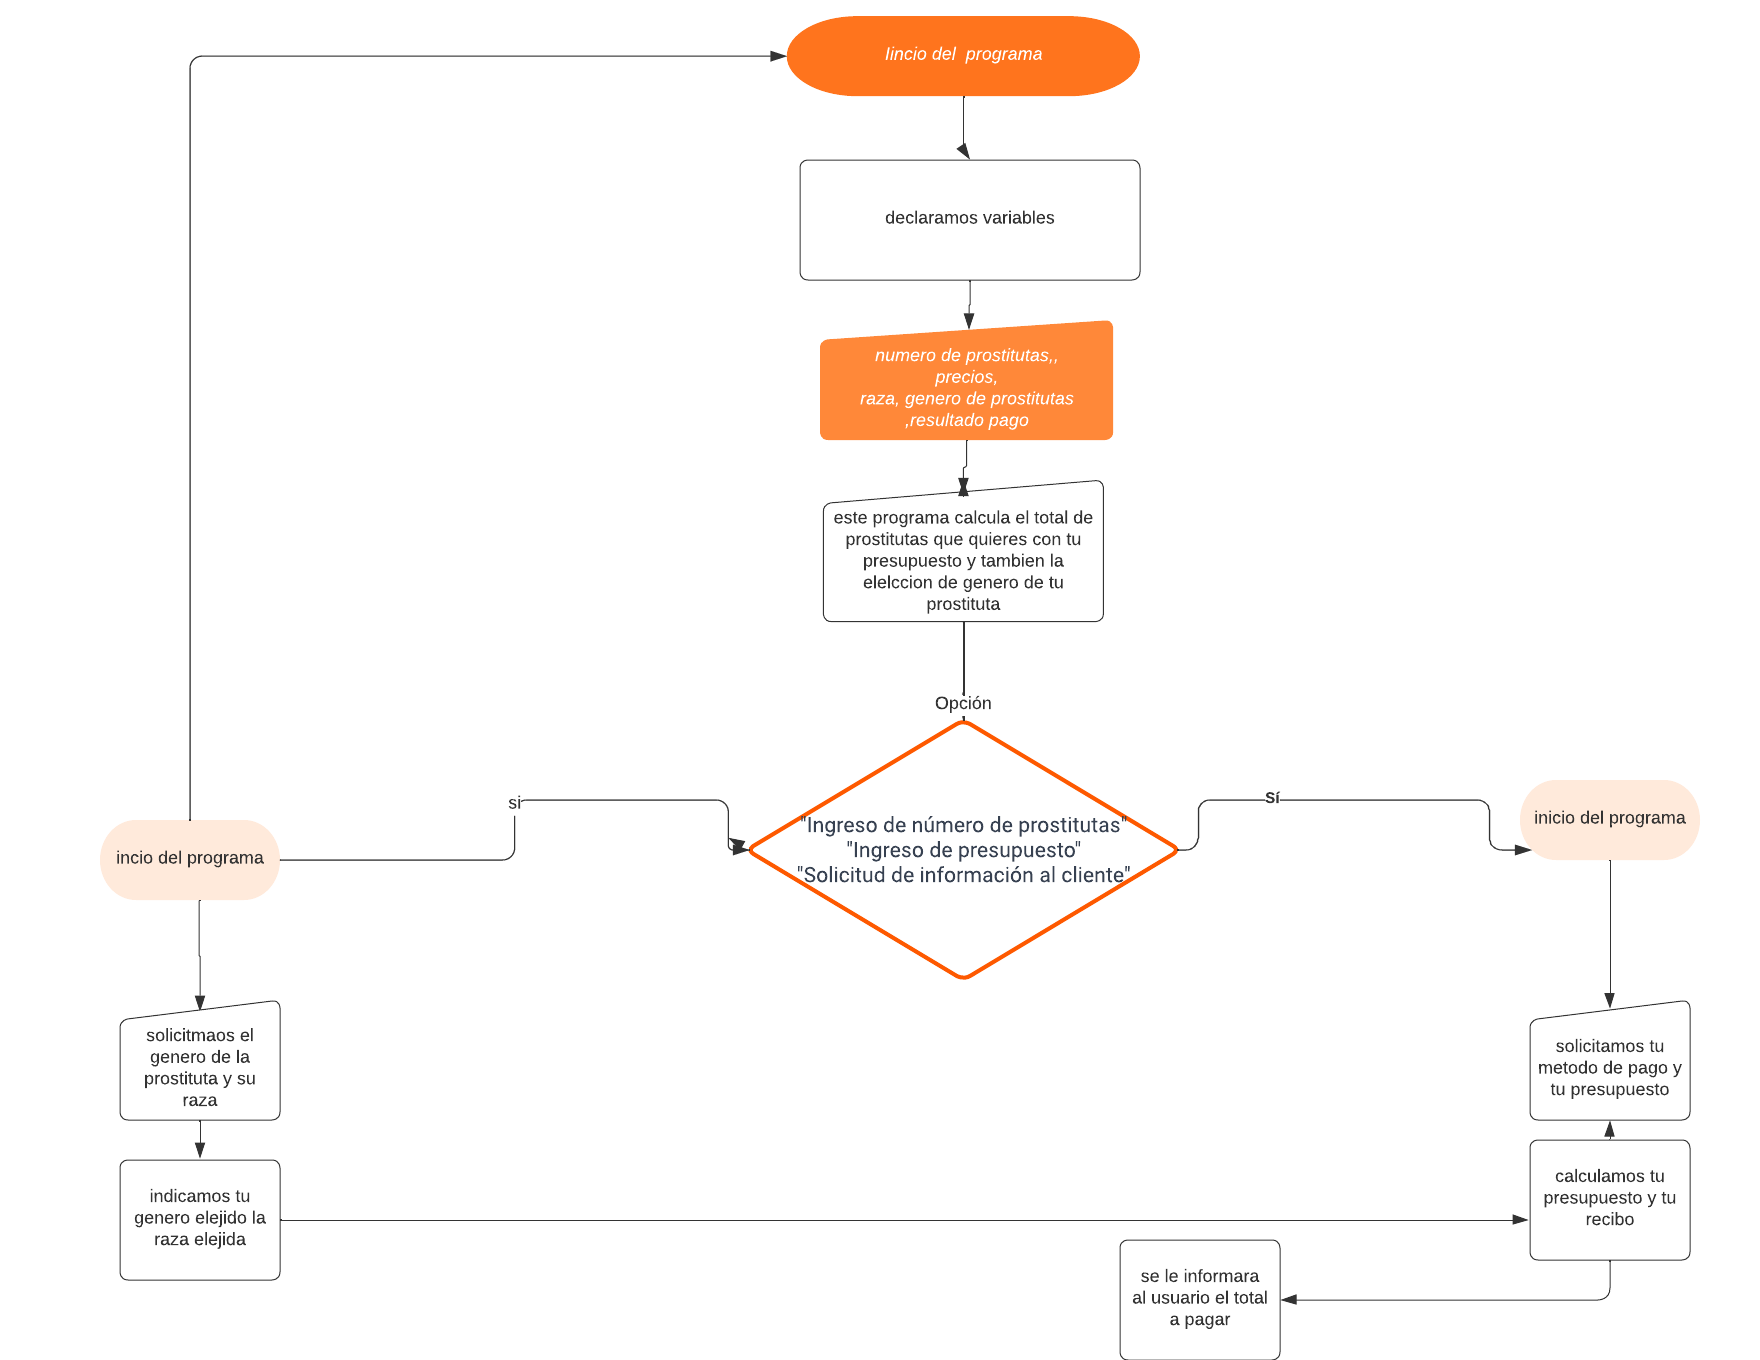 Iincio del  programa
declaramos variables
numero de prostitutas,,
precios,
raza, genero de prostitutas
,resultado pago
este programa calcula el total de
prostitutas que quieres con tu
presupuesto y tambien la
elelccion de genero de tu
prostituta
Opción
si
Sí
"Ingreso de número de prostitutas"
"Ingreso de presupuesto"
"Solicitud de información al cliente"
incio del programa
inicio del programa
solicitmaos el
genero de la
prostituta y su
raza
solicitamos tu
metodo de pago y
tu presupuesto
indicamos tu
genero elejido la
raza elejida
calculamos tu
presupuesto y tu
recibo
se le informara
al usuario el total
a pagar